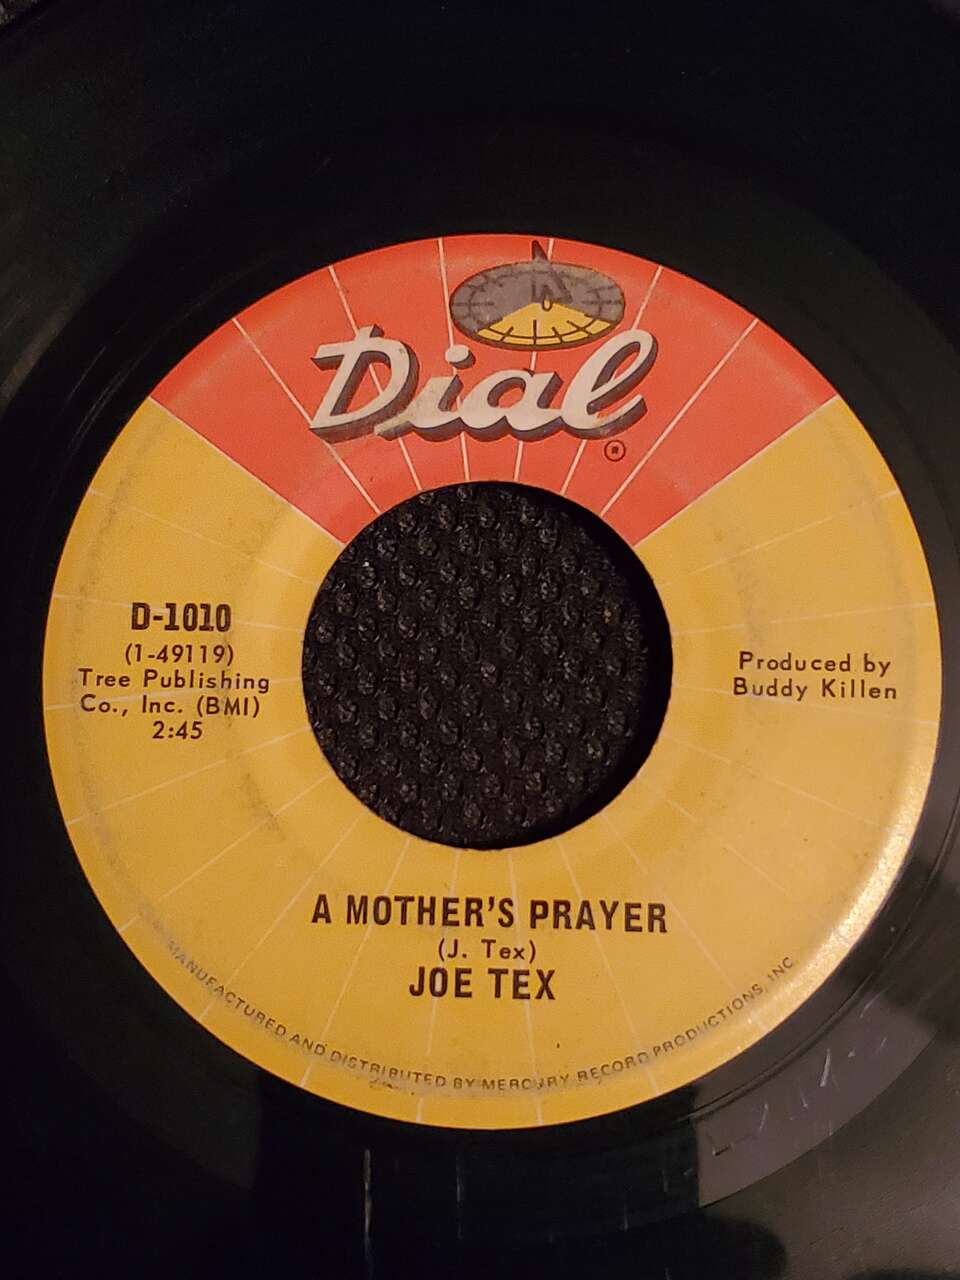 Dial
®
D-1010
(1-49119)
Tree Publishing
Co., Inc. (BMI)
2:45
Produced by
Buddy Killen
A MOTHER'S PRAYER
(J. Tex)
JOE TEX
MANUFACTURED AND DISTRIBUTED BY MERCURY RECORD PRODUCTIONS, INC.